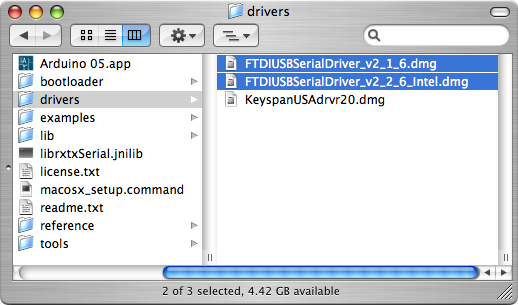 drivers
Arduino 05.app
bootloader
drivers
examples
lib
librxtxSerial.jnilib
license.txt
macosx_setup.command
readme.txt
reference
tools
FTDIUSBSerialDriver_v2_1_6.dmg
FTDIUSBSerialDriver_v2_2_6_Intel.dmg
KeyspanUSAdrvr20.dmg
2 of 3 selected, 4.42 GB available